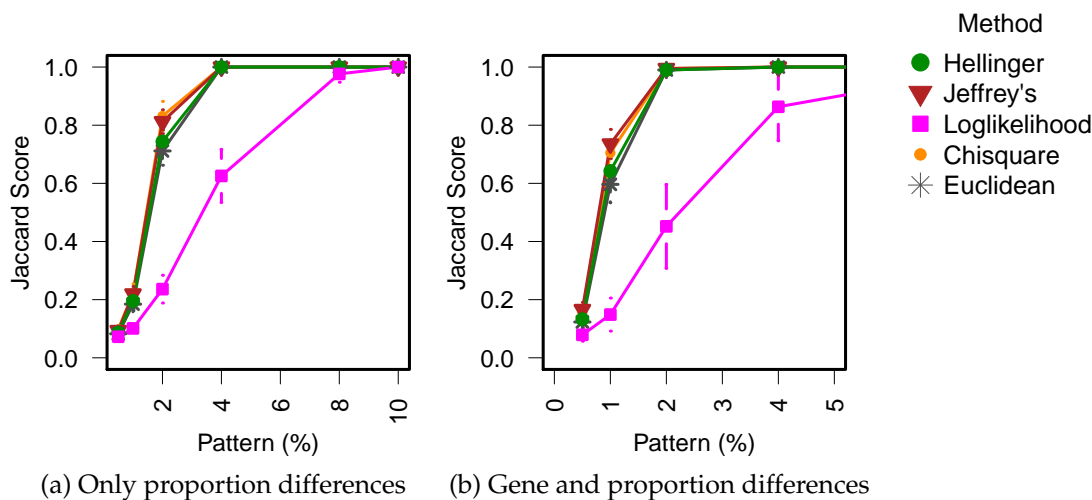 Method
Hellinger
Jeffrey's
Loglikelihood
Chisquare
Euclidean
Jaccard Score
1.0
0.8
0.6
0.4
0.2
0.0
2
4
6
8
10
Pattern (%)
(a) Only proportion differences
Jaccard Score
1.0
0.8
0.6
0.4
0.2
0.0
0
1
2
3
4
5
Pattern (%)
(b) Gene and proportion differences